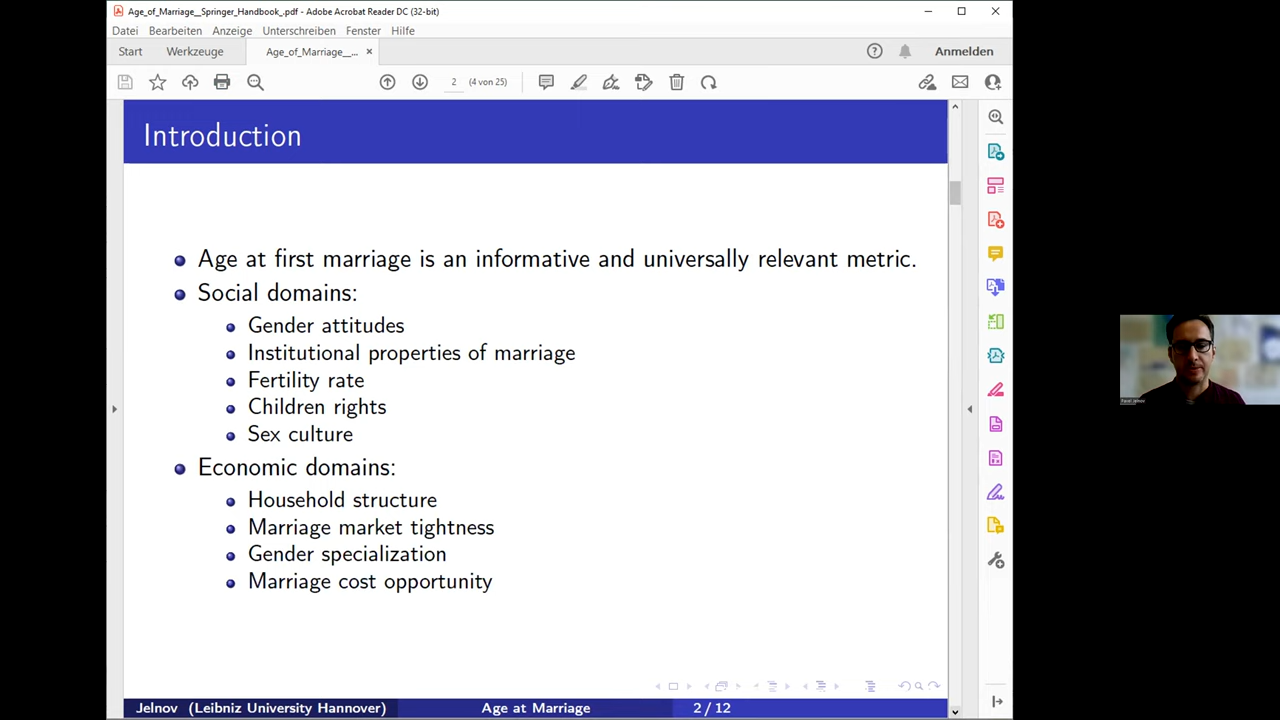 Age_of_Marriage__Springer_Handbook_.pdf - Adobe Acrobat Reader DC (32-bit)
Datei Bearbeiten Anzeige Unterschreiben Fenster Hilfe
Start Werkzeuge Age_of_Marriage__... Anmelden
2 (4 von 25)
Introduction
Age at first marriage is an informative and universally relevant metric.
Social domains:
Gender attitudes
Institutional properties of marriage
Fertility rate
Children rights
Sex culture
Economic domains:
Household structure
Marriage market tightness
Gender specialization
Marriage cost opportunity
Jelnov (Leibniz University Hannover) Age at Marriage 2 / 12